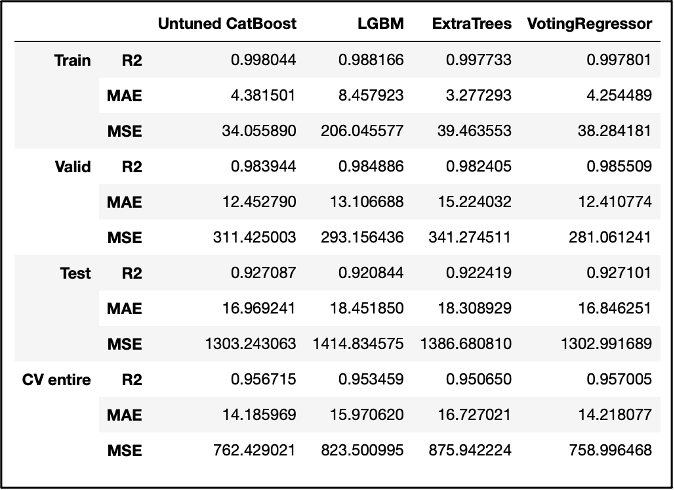 Untuned CatBoost LGBM ExtraTrees VotingRegressor
Train R2 0.998044 0.988166 0.997733 0.997801
MAE 4.381501 8.457923 3.277293 4.254489
MSE 34.055890 206.045577 39.463553 38.284181
Valid R2 0.983944 0.984886 0.982405 0.985509
MAE 12.452790 13.106688 15.224032 12.410774
MSE 311.425003 293.156436 341.274511 281.061241
Test R2 0.927087 0.920844 0.922419 0.927101
MAE 16.969241 18.451850 18.308929 16.846251
MSE 1303.243063 1414.834575 1386.680810 1302.991689
CV entire R2 0.956715 0.953459 0.950650 0.957005
MAE 14.185969 15.970620 16.727021 14.218077
MSE 762.429021 823.500995 875.942224 758.996468